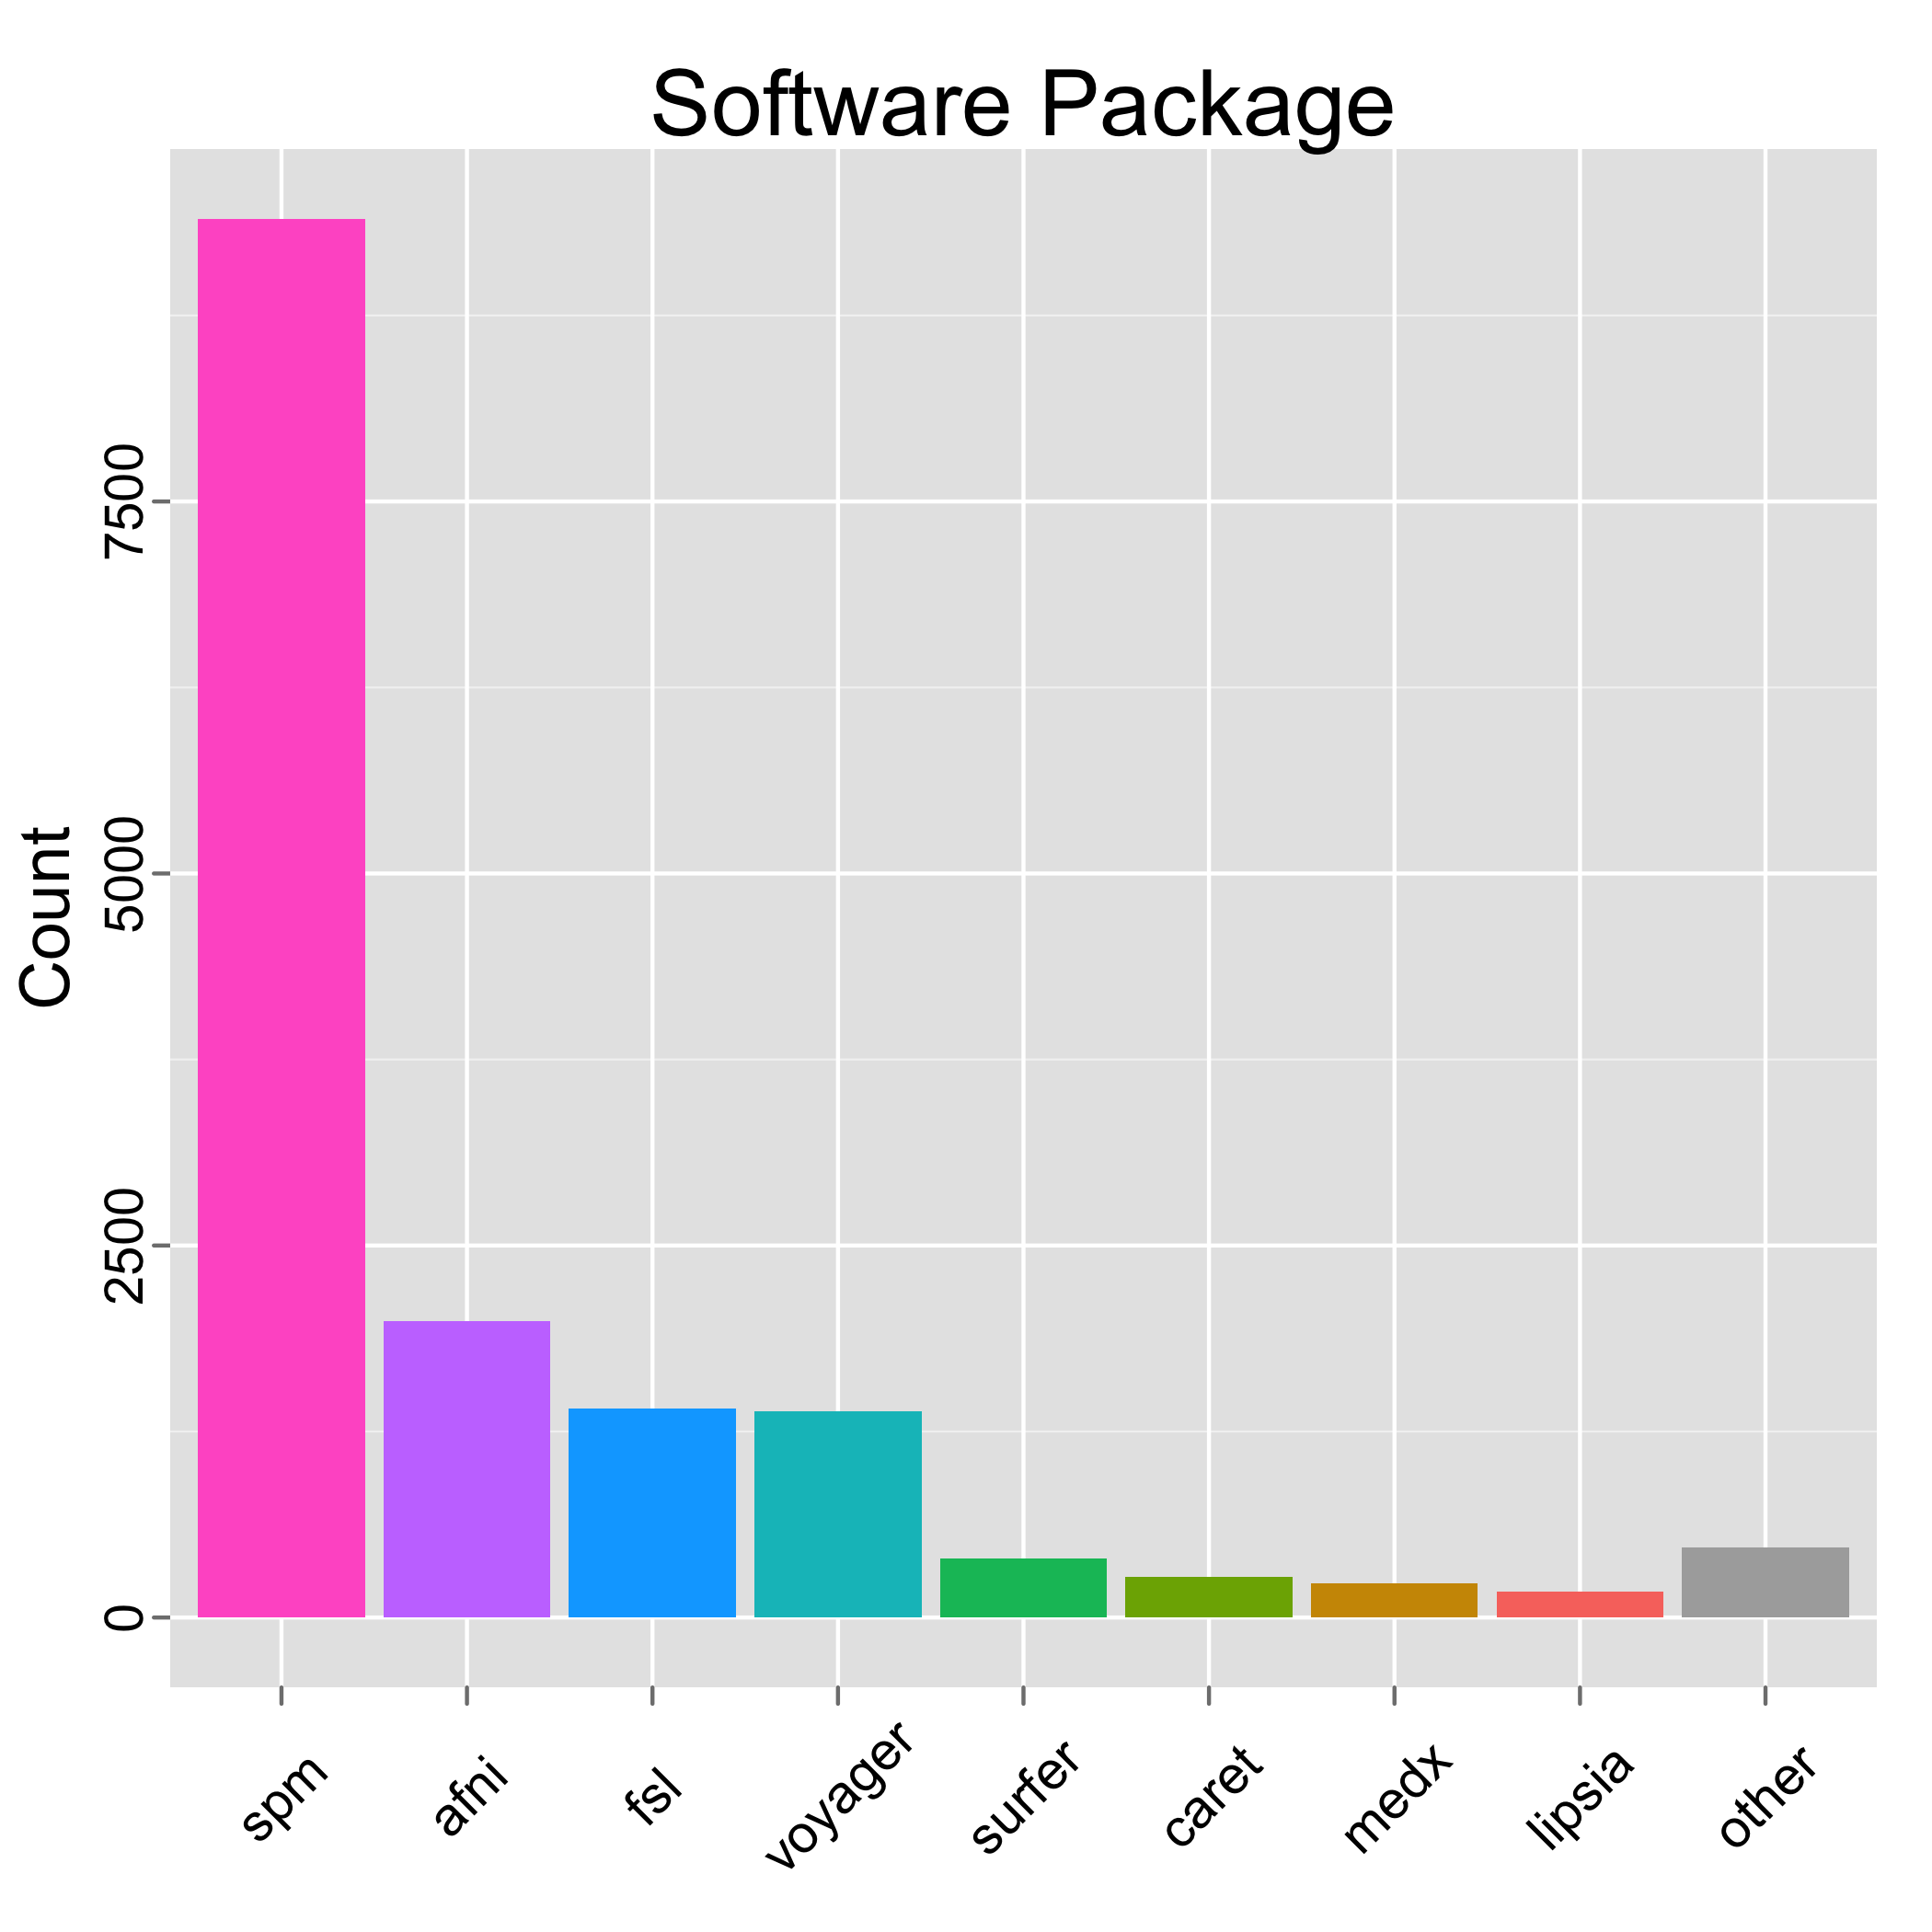 Software Package
Count
7500
5000
2500
0
spm
afni
fsl
voyager
surfer
caret
medx
lipsia
other